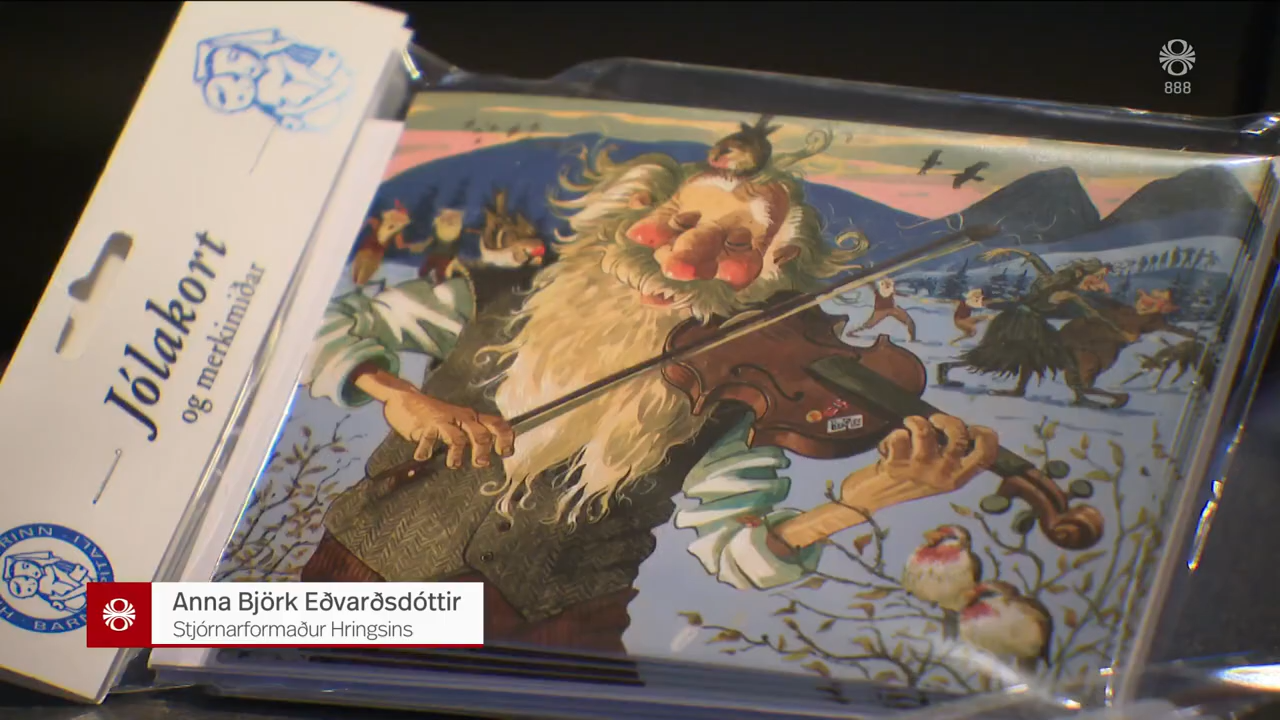 888
Jólakort
og merkimiðar
Anna Björk Eðvarðsdóttir
Stjórnarformaður Hringsins